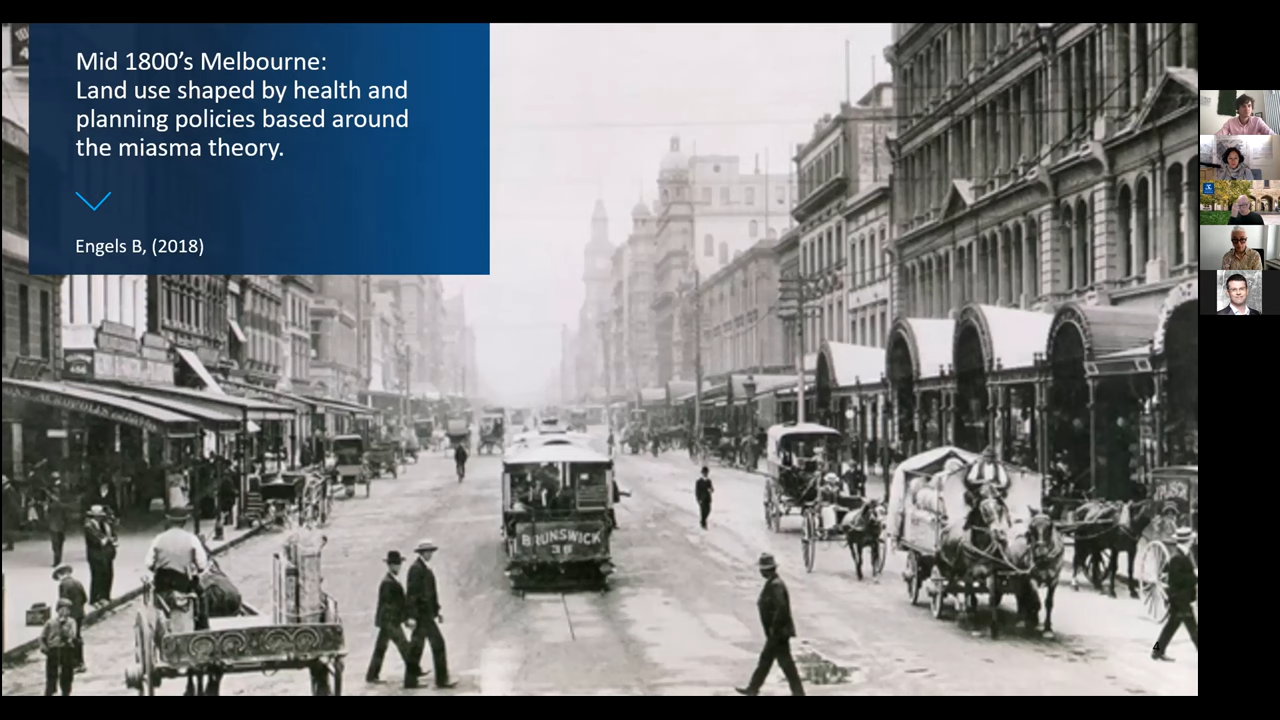 Mid 1800’s Melbourne:
Land use shaped by health and
planning policies based around
the miasma theory.
Engels B, (2018)
BRUNSWICK
4